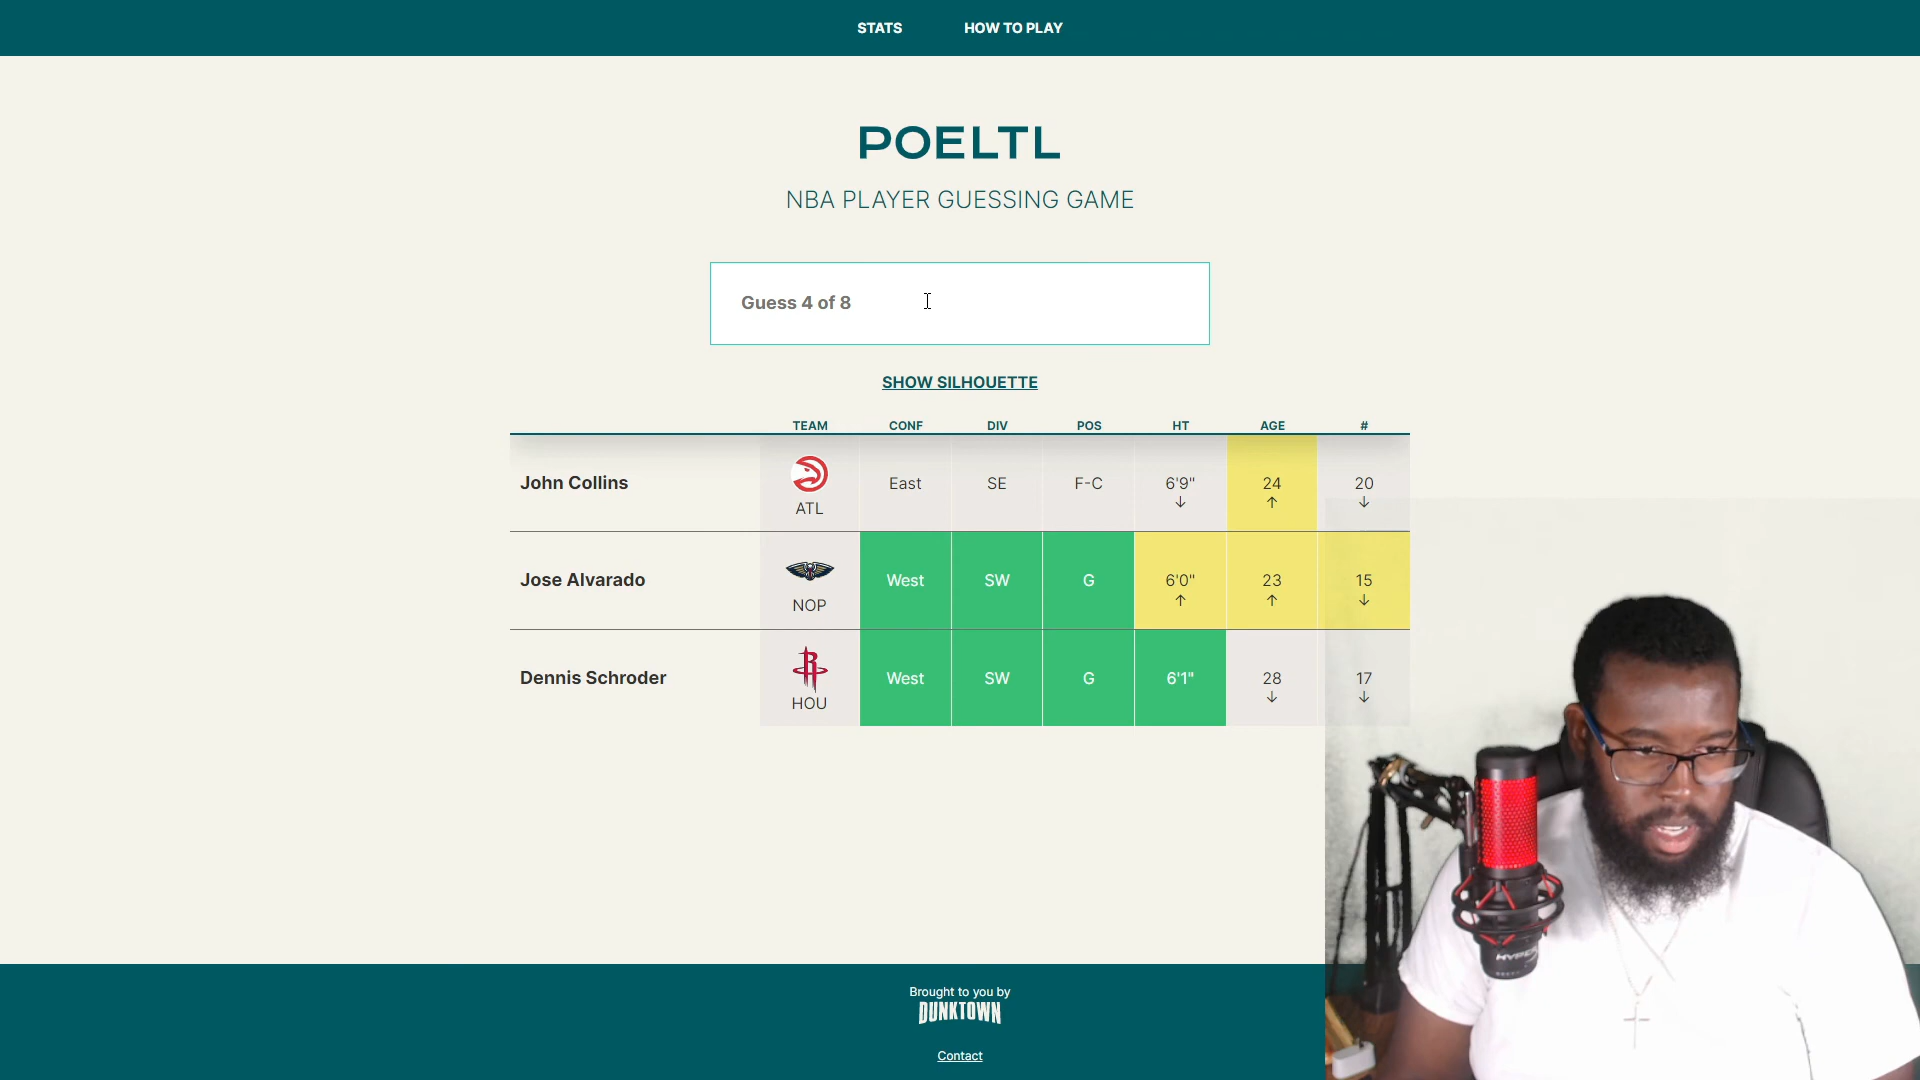 STATS HOW TO PLAY
POELTL
NBA PLAYER GUESSING GAME
Guess 4 of 8
SHOW SILHOUETTE
TEAM CONF DIV POS HT AGE #
John Collins ATL East SE F-C 6'9" ↓ 24 ↑ 20 ↓
Jose Alvarado NOP West SW G 6'0" ↑ 23 ↑ 15 ↓
Dennis Schroder HOU West SW G 6'1" 28 ↓ 17 ↓
Brought to you by
DUNKTOWN
Contact
HYPERX